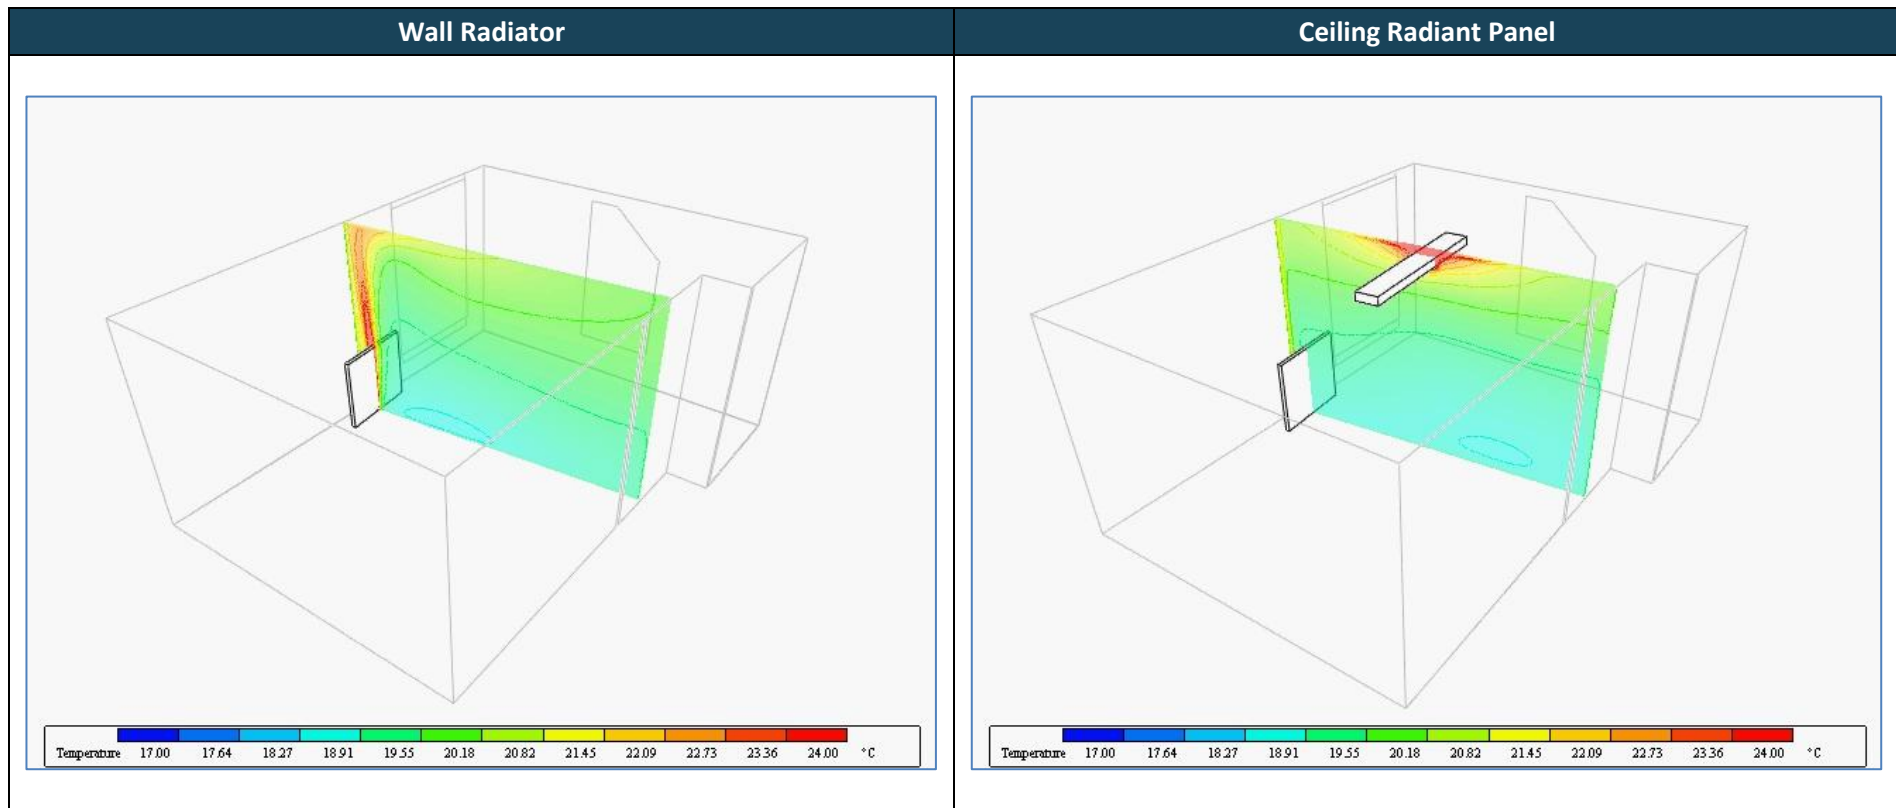 Wall Radiator
Ceiling Radiant Panel
Temperature 17.00 17.64 18.27 18.91 19.55 20.18 20.82 21.45 22.09 22.73 23.36 24.00 °C
Temperature 17.00 17.64 18.27 18.91 19.55 20.18 20.82 21.45 22.09 22.73 23.36 24.00 °C